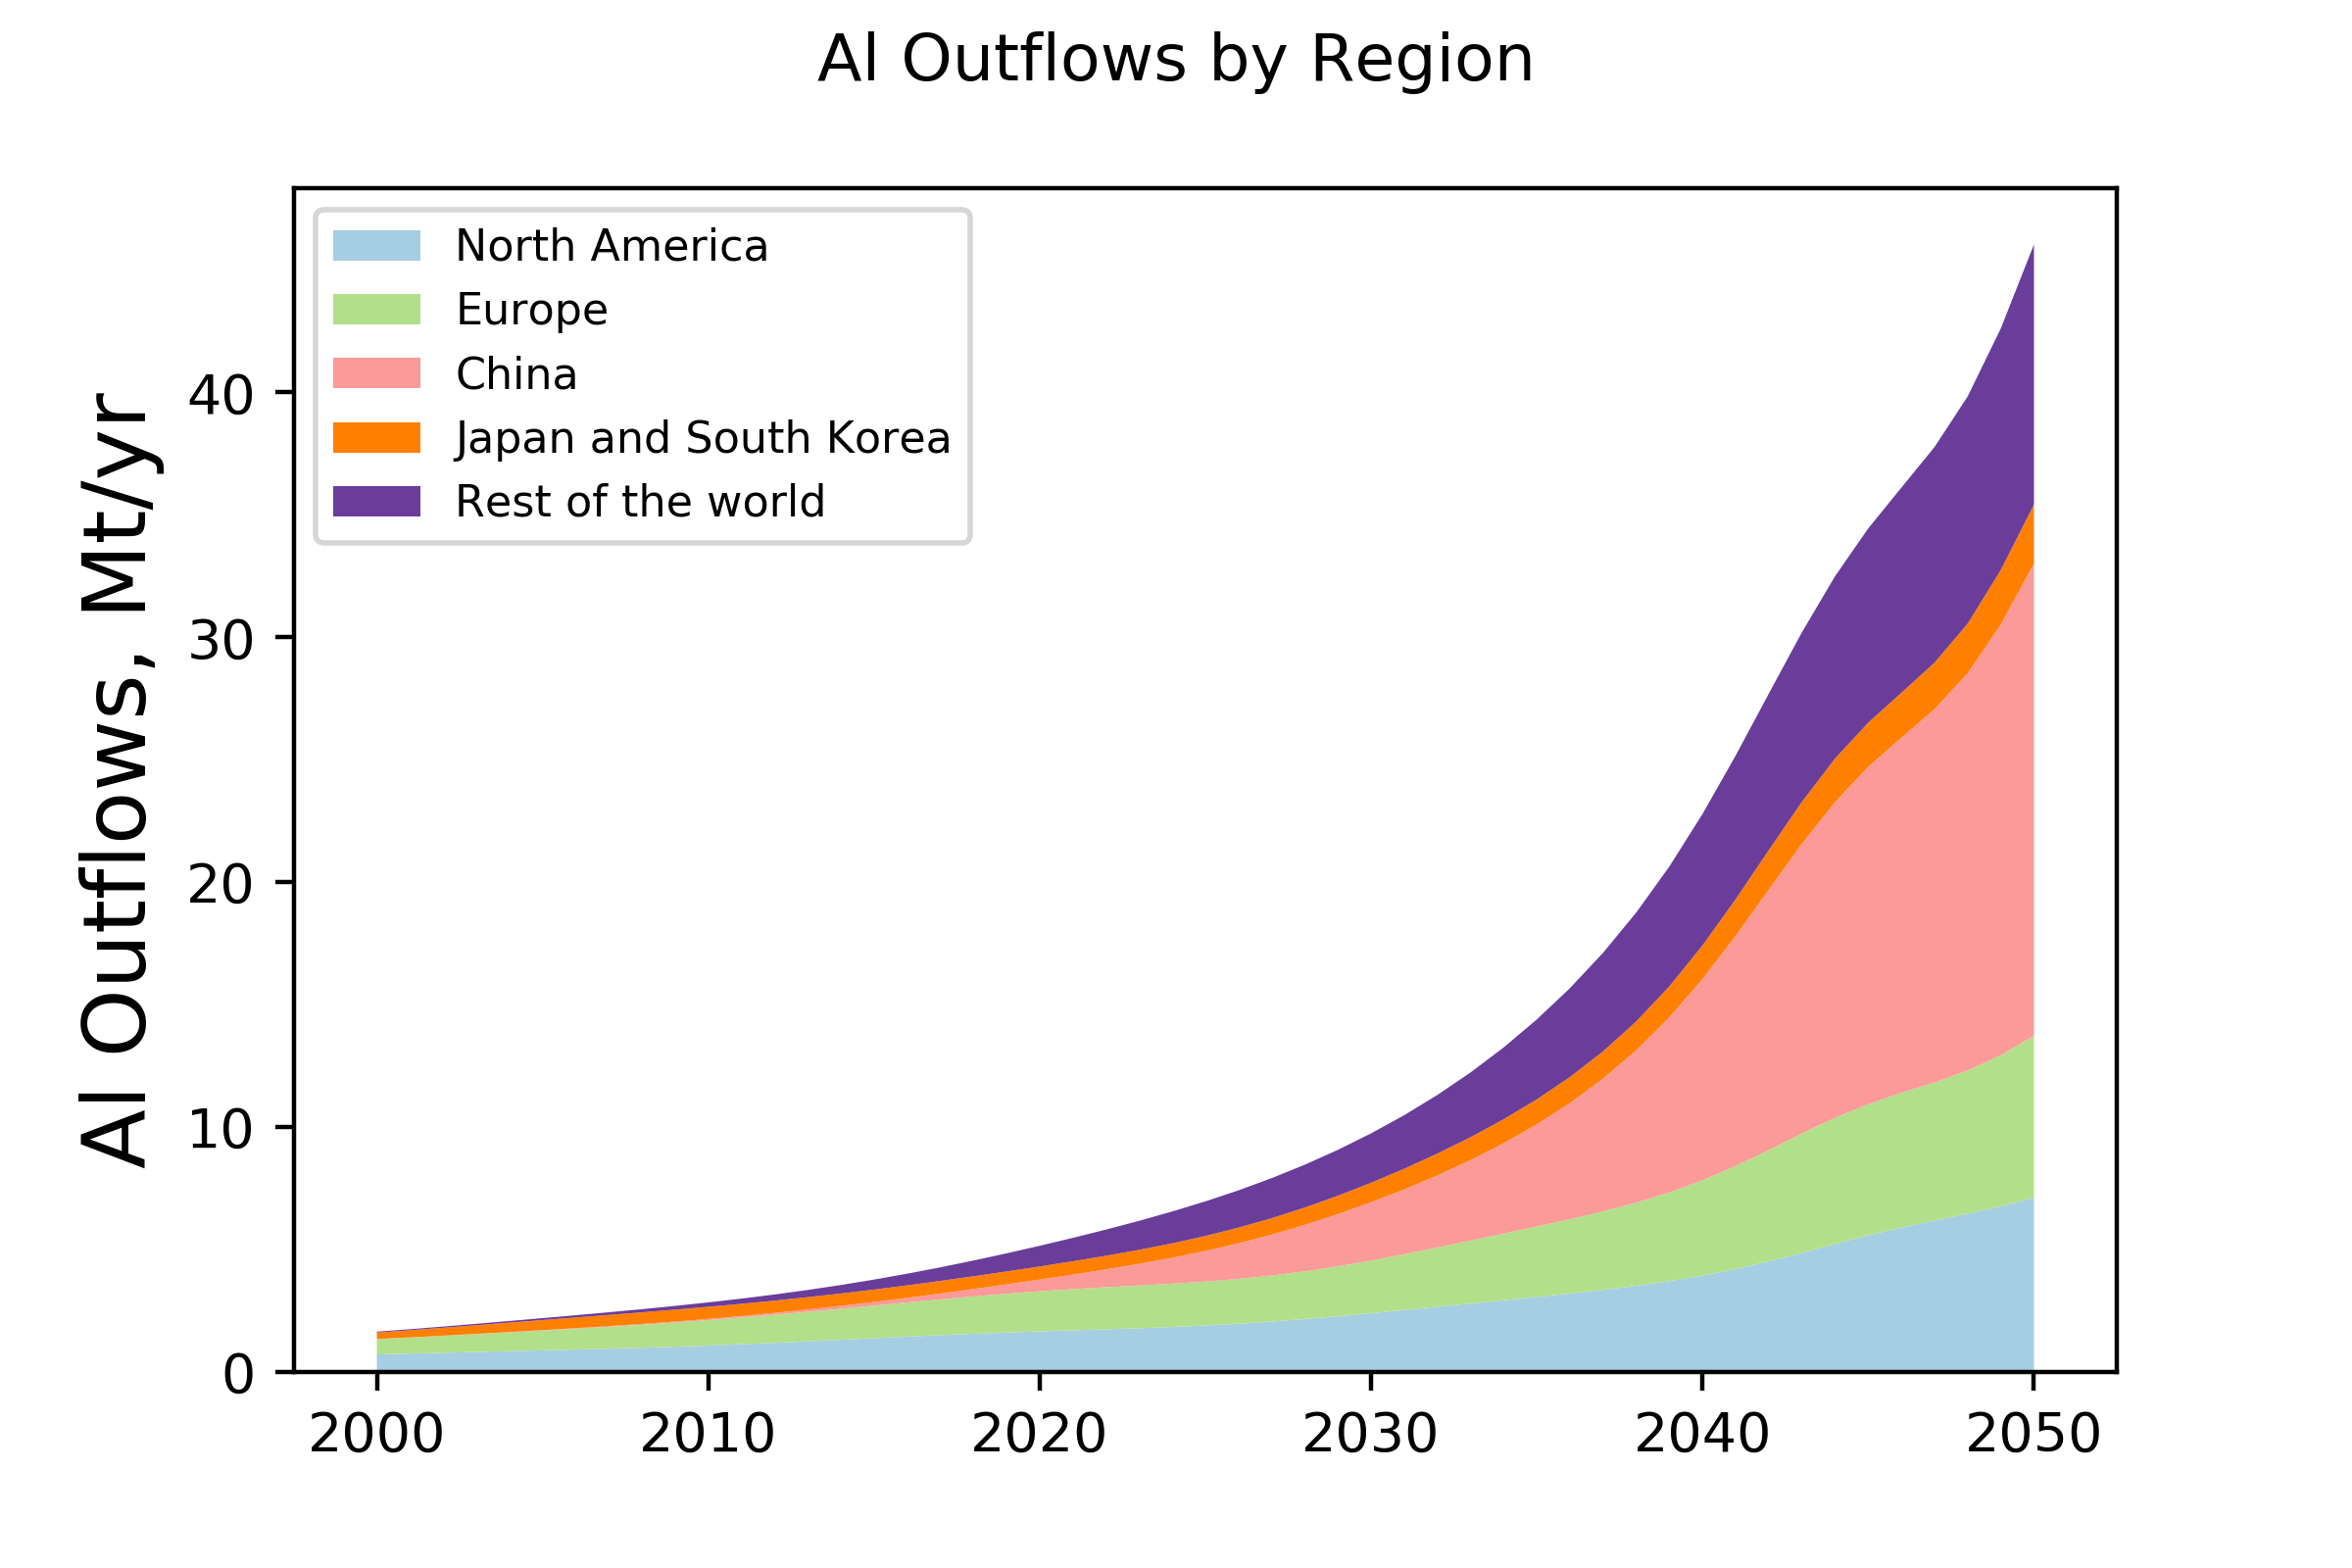 Al Outflows by Region
North America
Europe
China
Japan and South Korea
Rest of the world
Al Outflows, Mt/yr
40
30
20
10
0
2000 2010 2020 2030 2040 2050